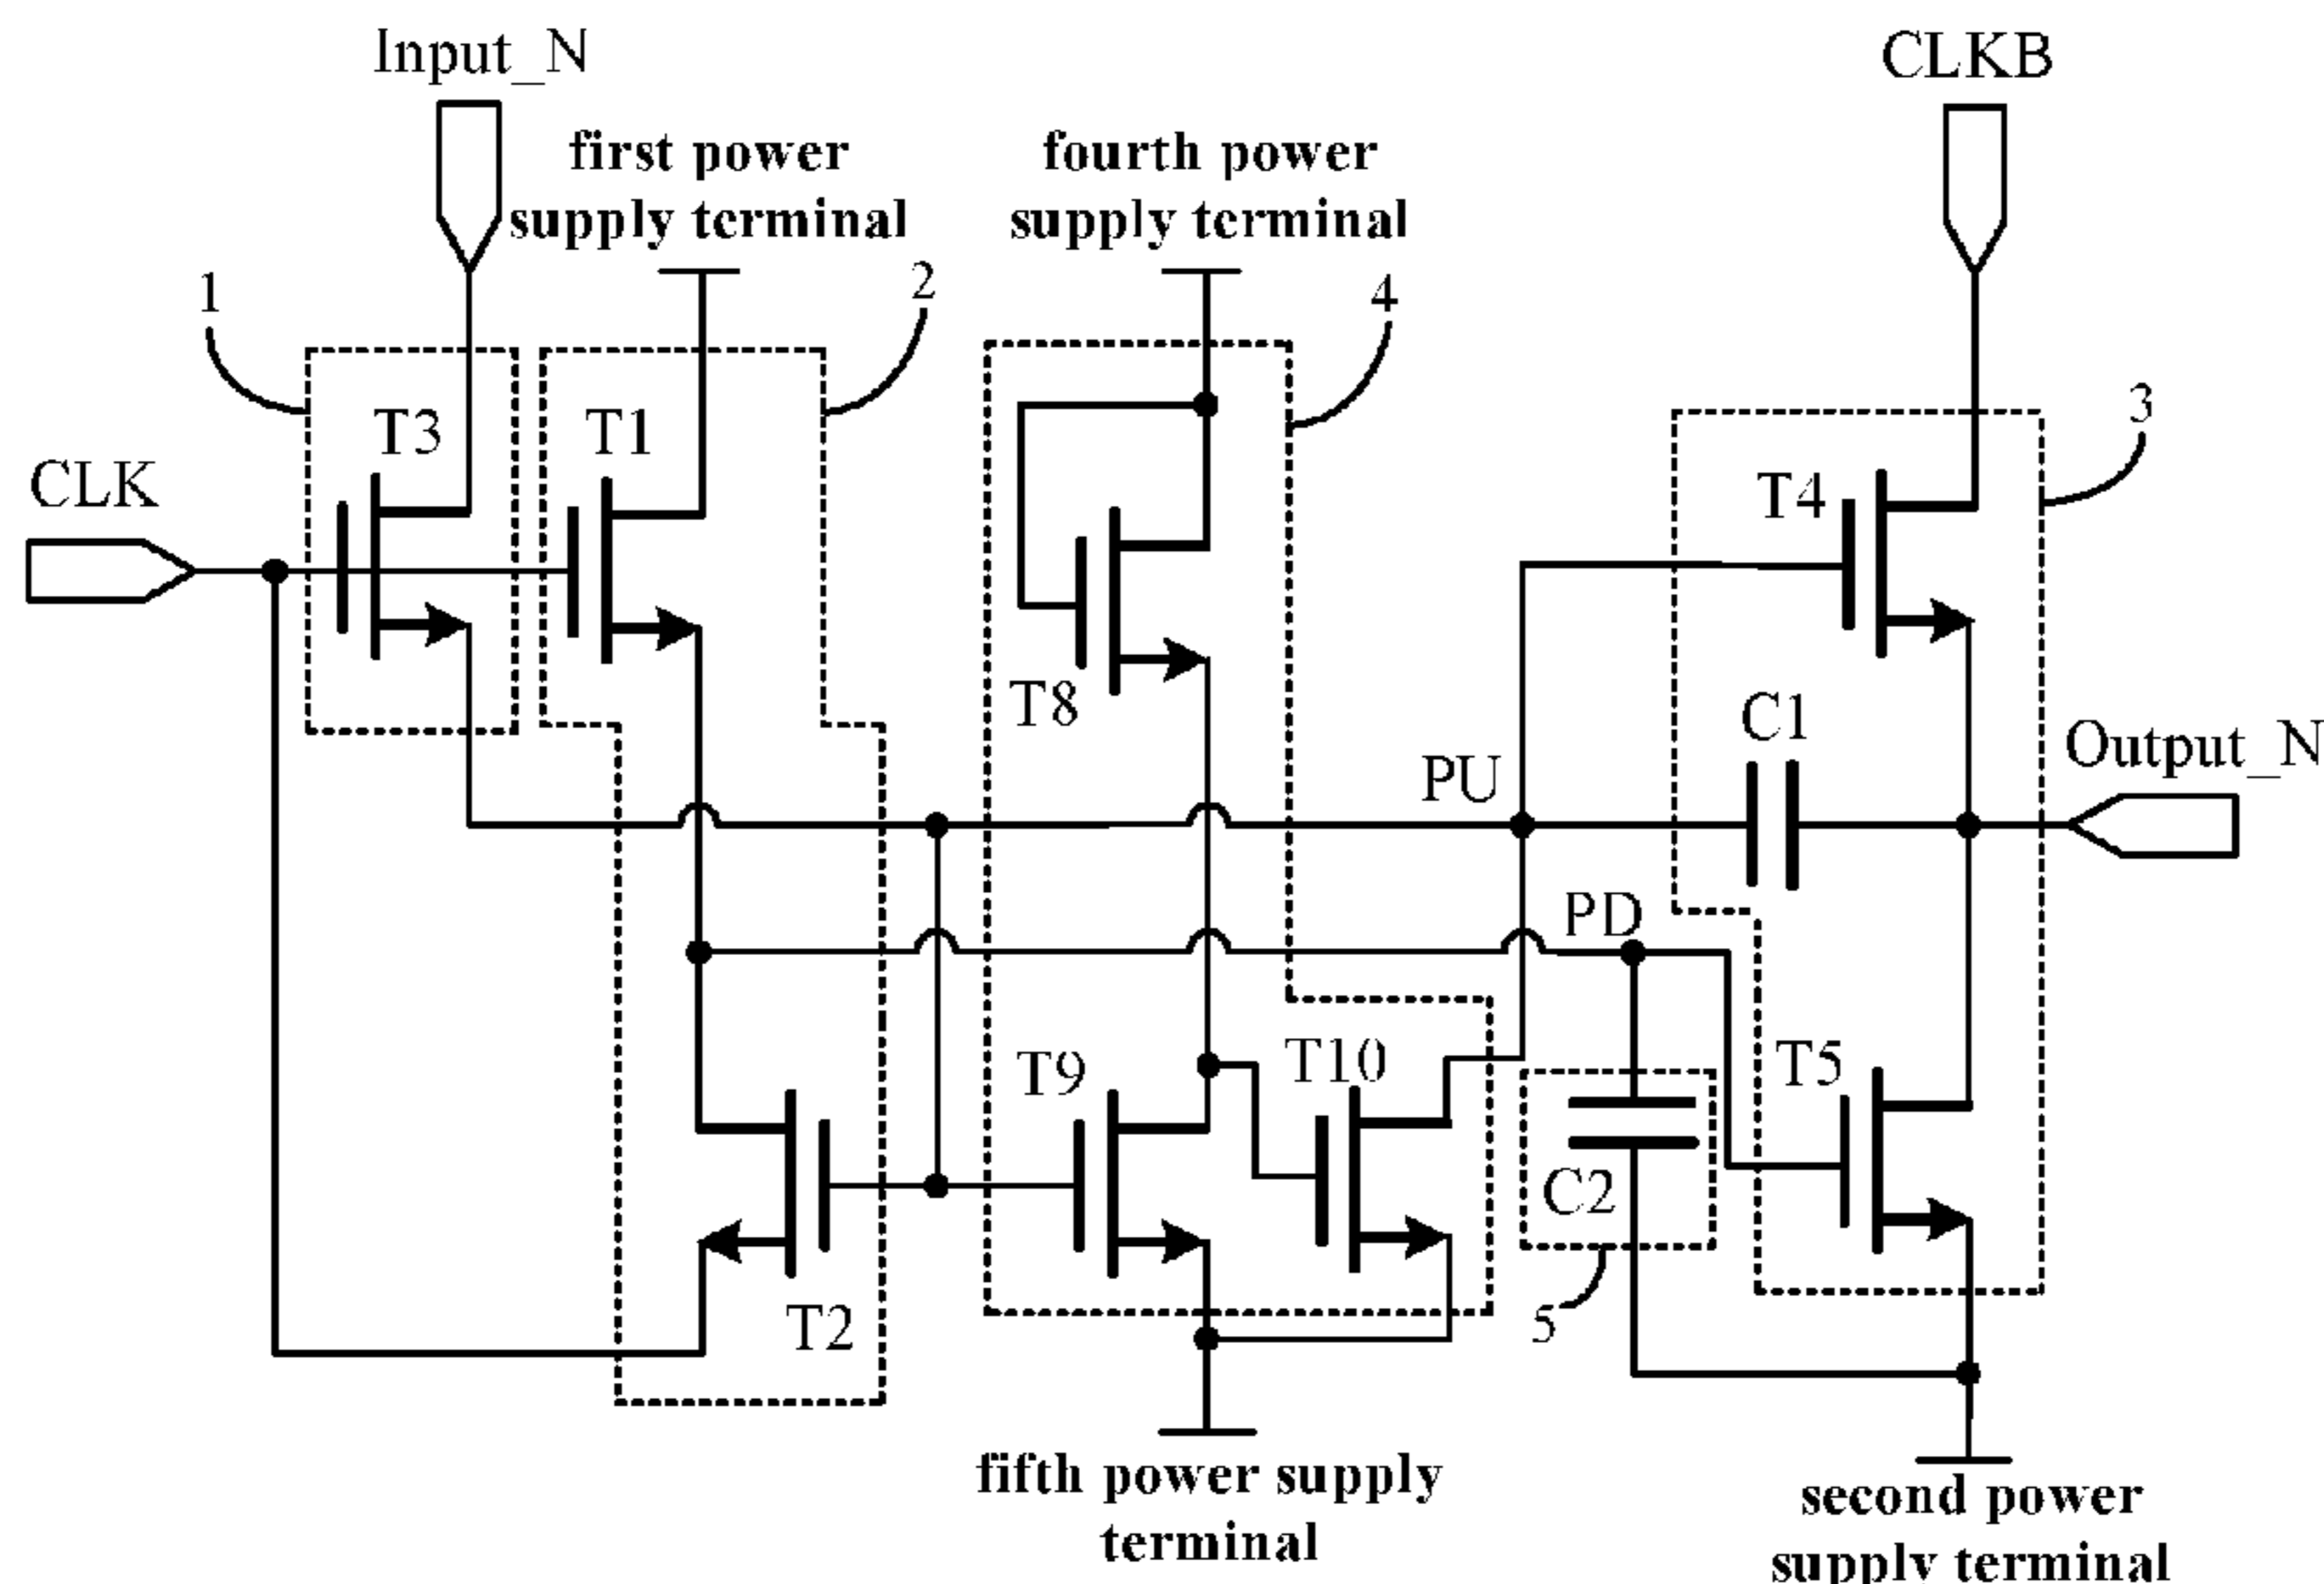 Input_N
CLKB
first power
supply terminal
fourth power
supply terminal
1
2
4
3
T3
T1
T4
CLK
T8
C1
PU
Output_N
PD
T9
T10
T5
C2
T2
5
fifth power supply
terminal
second power
supply terminal